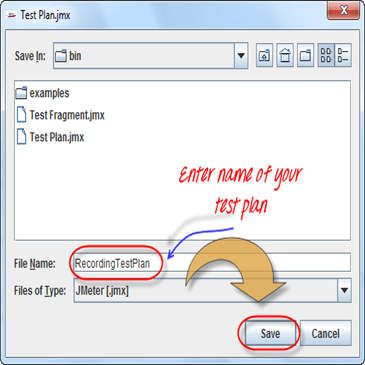 Test Plan.jmx
Save In:
bin
examples
Test Fragment.jmx
Test Plan.jmx
Enter name of your
test plan
File Name:
RecordingTestPlan
Files of Type:
JMeter [.jmx]
Save
Cancel